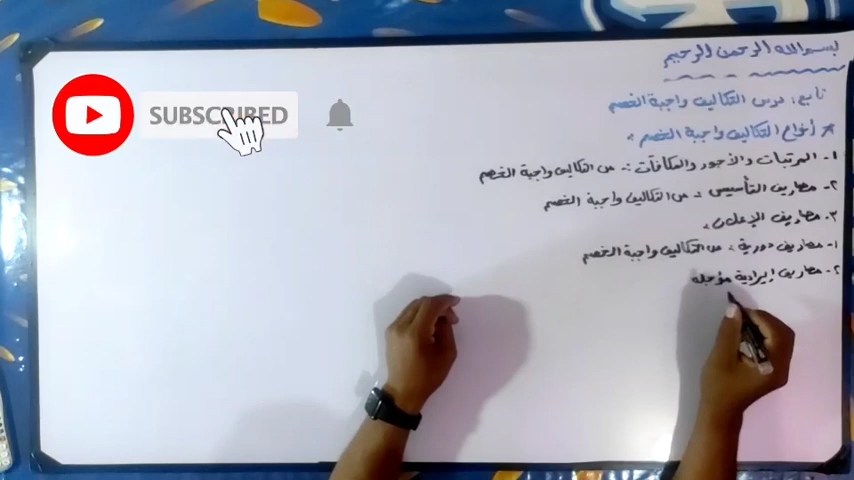 بسم الله الرحمن الرحيم
تابع: درس التكاليف واجبة الخصم
* أنواع التكاليف واجبة الخصم :
١- المرتبات والأجور والمكافآت :- من التكاليف واجبة الخصم
٢- مصاريف التأسيس : من التكاليف واجبة الخصم
٣- مصاريف الإعلان :
١- مصاريف دورية : من التكاليف واجبة الخصم
٢- مصاريف إيرادية مؤجلة
SUBSCRIBED